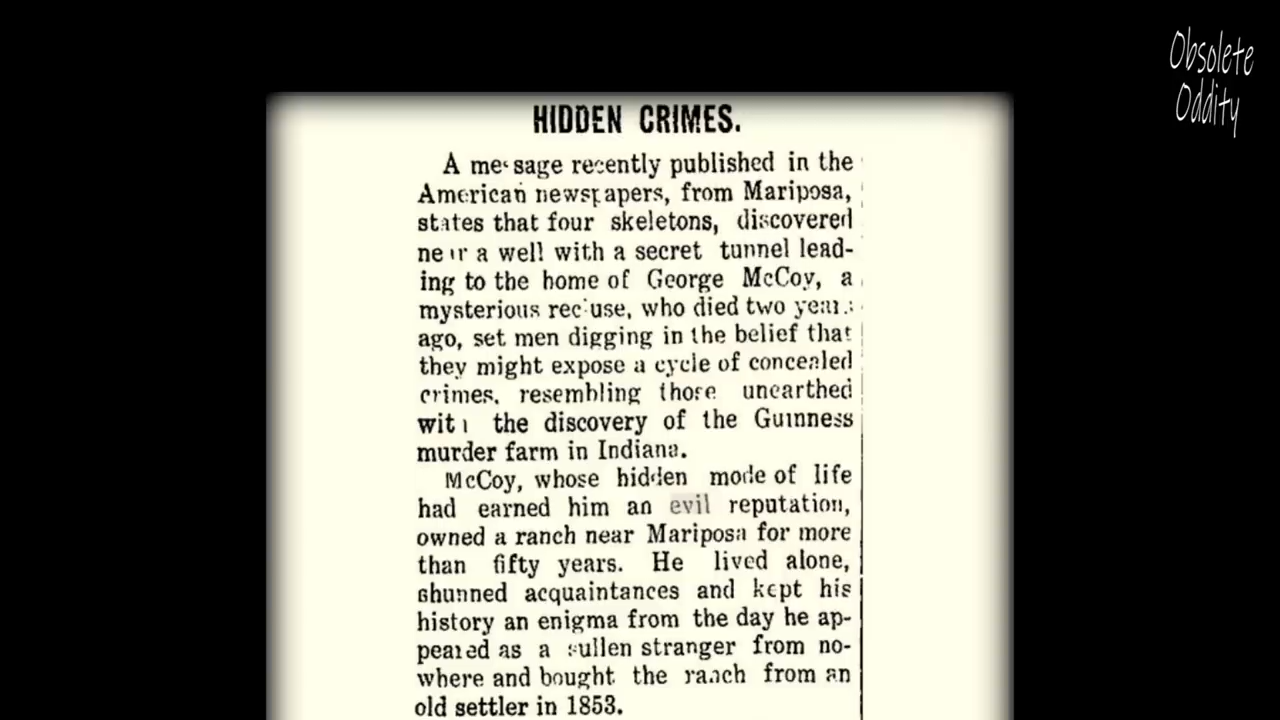 Obsolete
Oddity
HIDDEN CRIMES.
A message recently published in the
American newspapers, from Mariposa,
states that four skeletons, discovered
near a well with a secret tunnel lead-
ing to the home of George McCoy, a
mysterious recluse, who died two years
ago, set men digging in the belief that
they might expose a cycle of concealed
crimes, resembling those unearthed
with the discovery of the Guinness
murder farm in Indiana.
McCoy, whose hidden mode of life
had earned him an evil reputation,
owned a ranch near Mariposa for more
than fifty years. He lived alone,
shunned acquaintances and kept his
history an enigma from the day he ap-
peared as a sullen stranger from no-
where and bought the ranch from an
old settler in 1853.